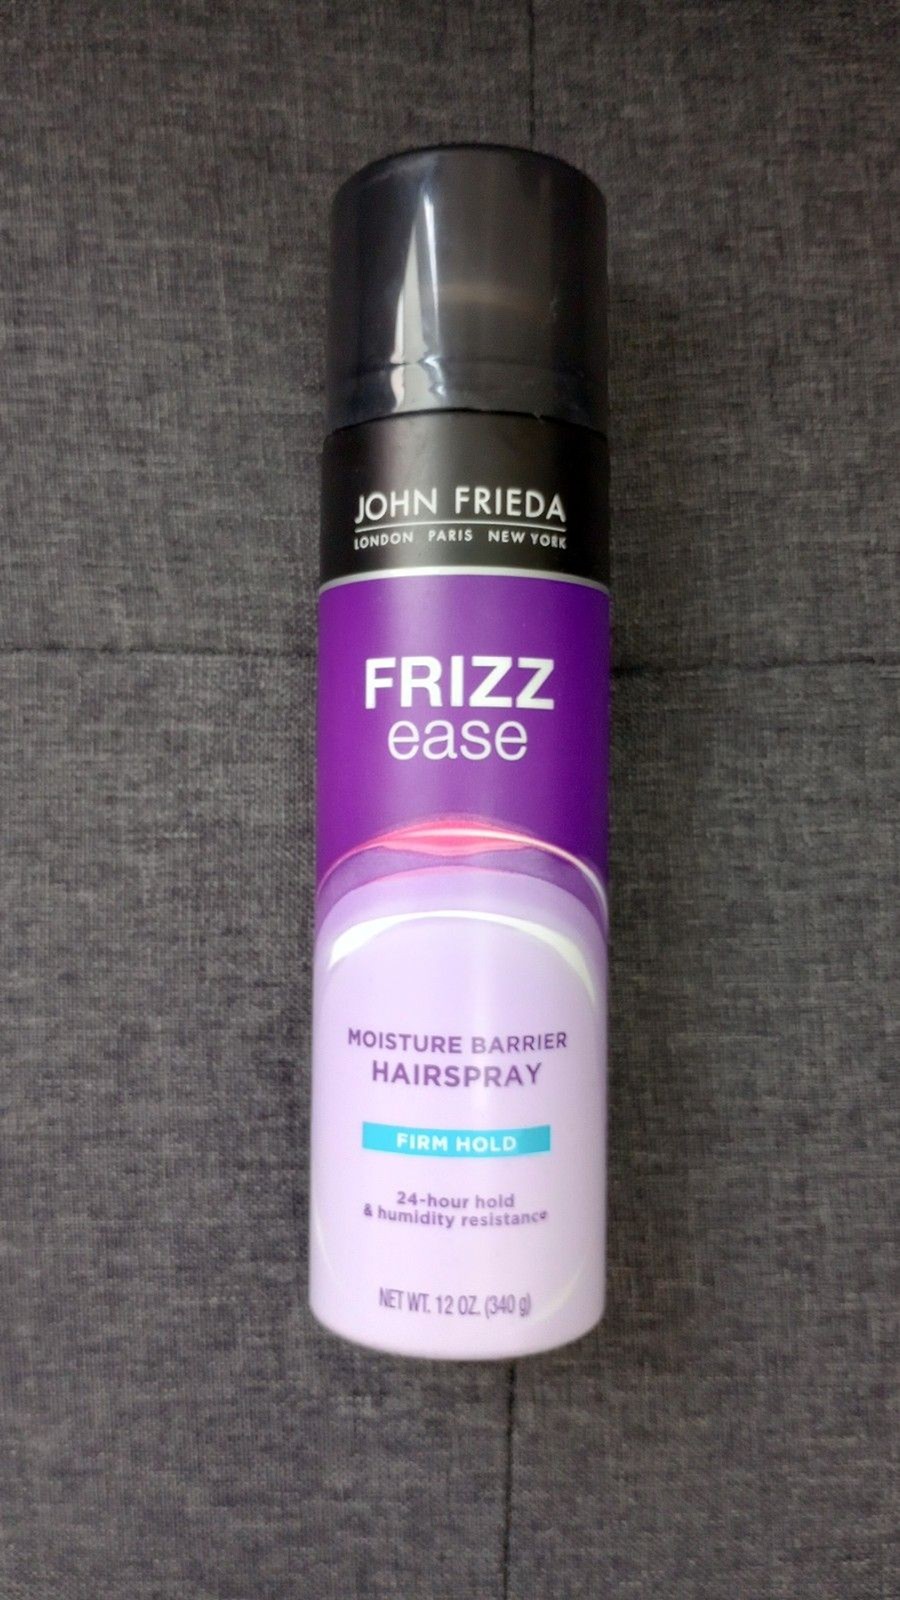 JOHN FRIEDA
LONDON PARIS NEW YORK
FRIZZ
ease
MOISTURE BARRIER
HAIRSPRAY
FIRM HOLD
24-hour hold
& humidity resistance
NET WT. 12 OZ. (340 g)